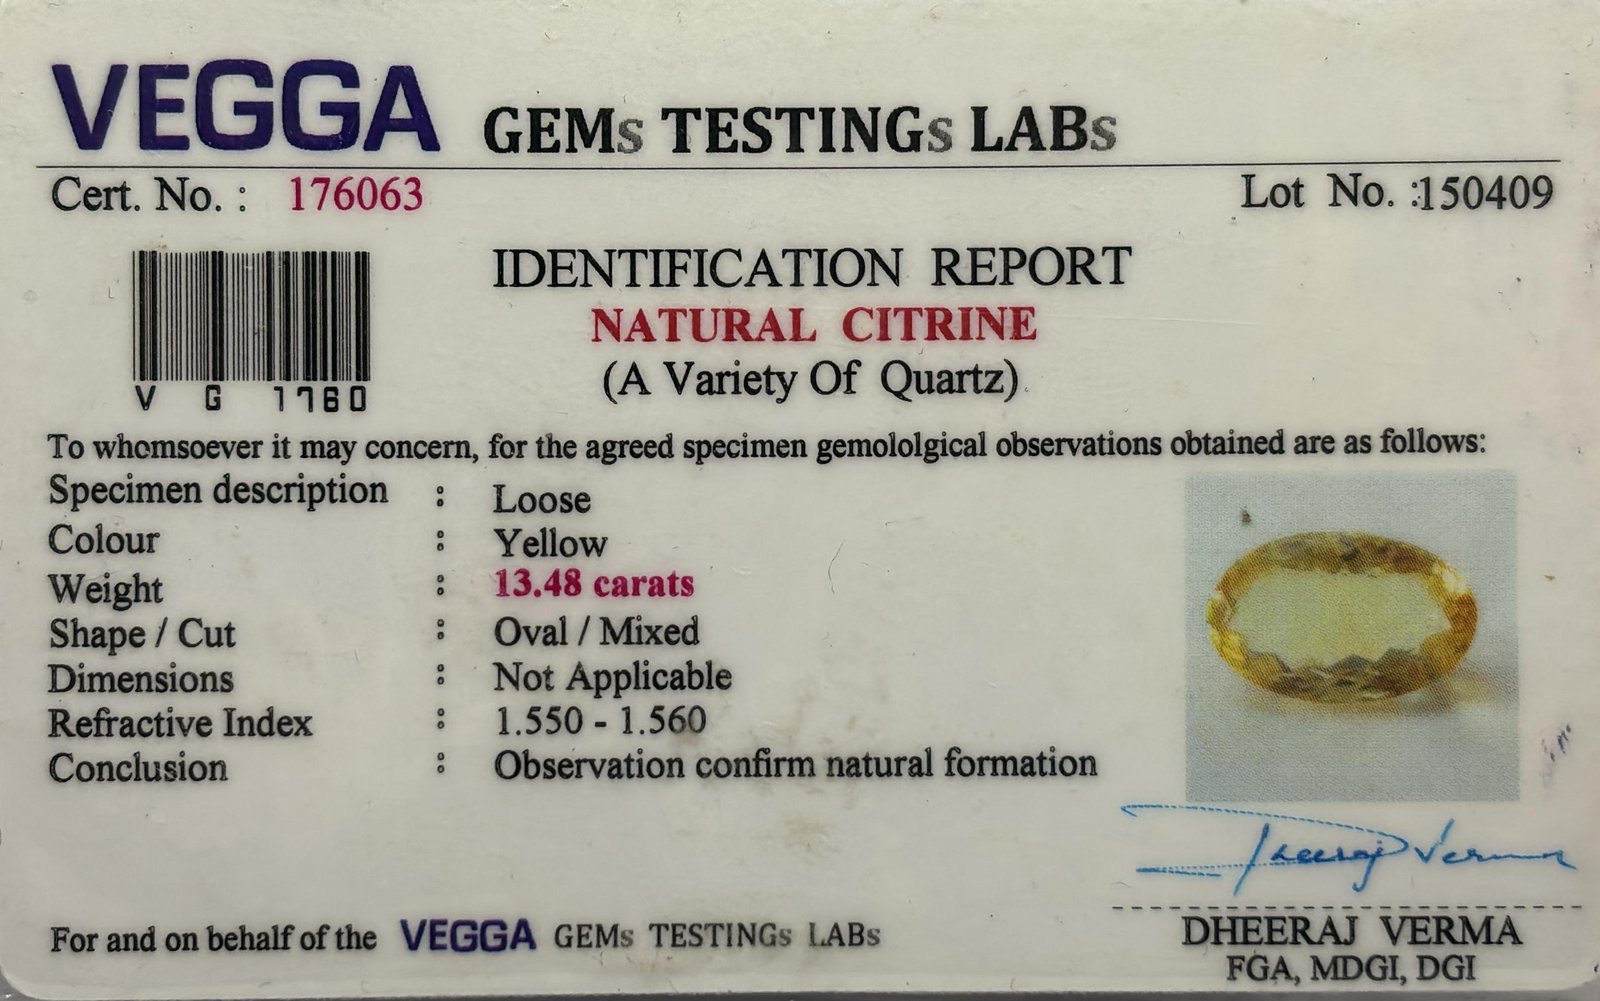 VEGGA GEMs TESTINGs LABs
Cert. No. : 176063
Lot No. :150409
V G 1760
IDENTIFICATION REPORT
NATURAL CITRINE
(A Variety Of Quartz)
To whomsoever it may concern, for the agreed specimen gemololgical observations obtained are as follows:
Specimen description : Loose
Colour : Yellow
Weight : 13.48 carats
Shape / Cut : Oval / Mixed
Dimensions : Not Applicable
Refractive Index : 1.550 - 1.560
Conclusion : Observation confirm natural formation
Dheeraj Verma
For and on behalf of the VEGGA GEMs TESTINGs LABs
DHEERAJ VERMA
FGA, MDGI, DGI